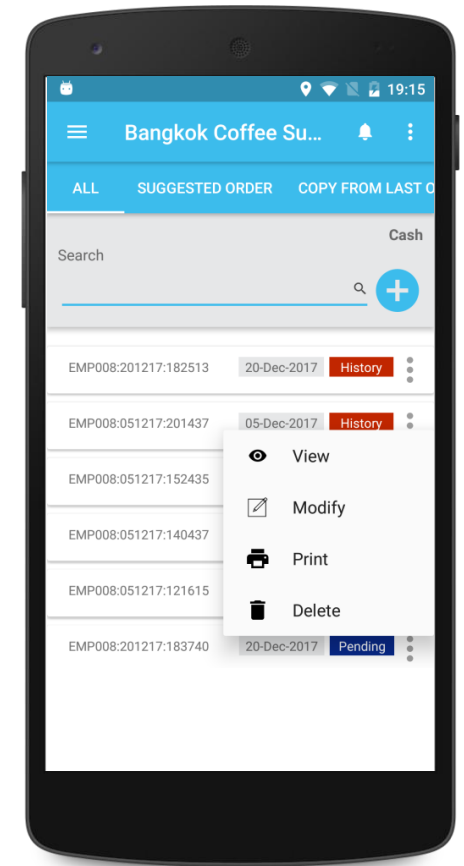 19:15
Bangkok Coffee Su...
ALL SUGGESTED ORDER COPY FROM LAST O
Cash
Search
EMP008:201217:182513 20-Dec-2017 History
EMP008:051217:201437 05-Dec-2017 History
View
EMP008:051217:152435
Modify
EMP008:051217:140437
Print
EMP008:051217:121615
Delete
EMP008:201217:183740 20-Dec-2017 Pending